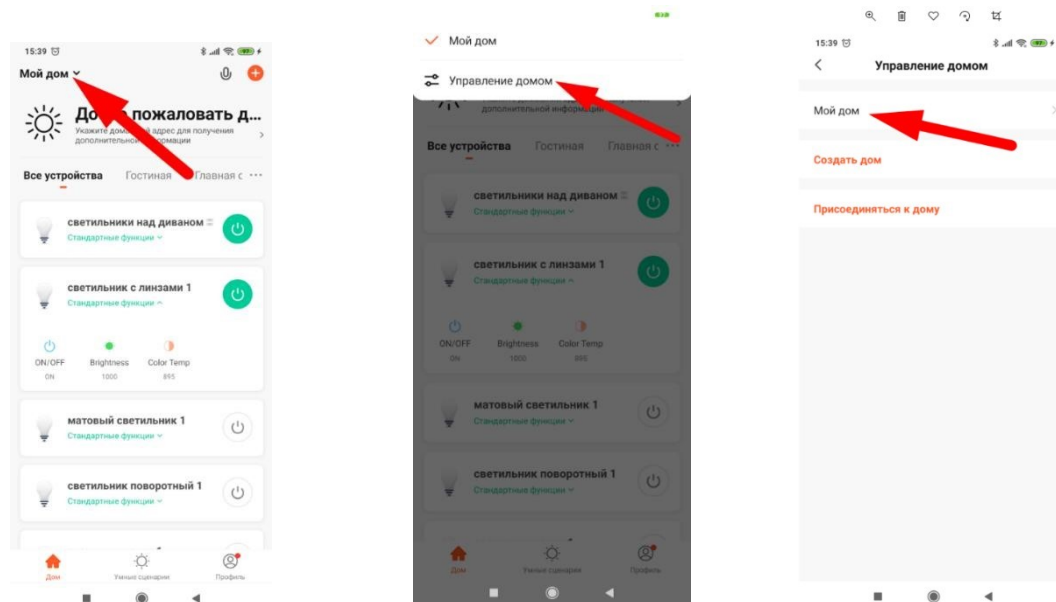 15:39
Мой дом
Добро пожаловать д...
Укажите домашний адрес для получения
дополнительной информации
Все устройства Гостиная Главная с ...
светильники над диваном
Стандартные функции
светильник с линзами 1
Стандартные функции
ON/OFF Brightness Color Temp
ON 1000 895
матовый светильник 1
Стандартные функции
светильник поворотный 1
Стандартные функции
Дом Умные сценарии Профиль
Мой дом
Управление домом
дополнительной информации
Все устройства Гостиная Главная с ...
светильники над диваном
Стандартные функции
светильник с линзами 1
Стандартные функции
ON/OFF Brightness Color Temp
ON 1000 895
матовый светильник 1
Стандартные функции
светильник поворотный 1
Стандартные функции
Дом Умные сценарии Профиль
15:39
Управление домом
Мой дом
Создать дом
Присоединяться к дому